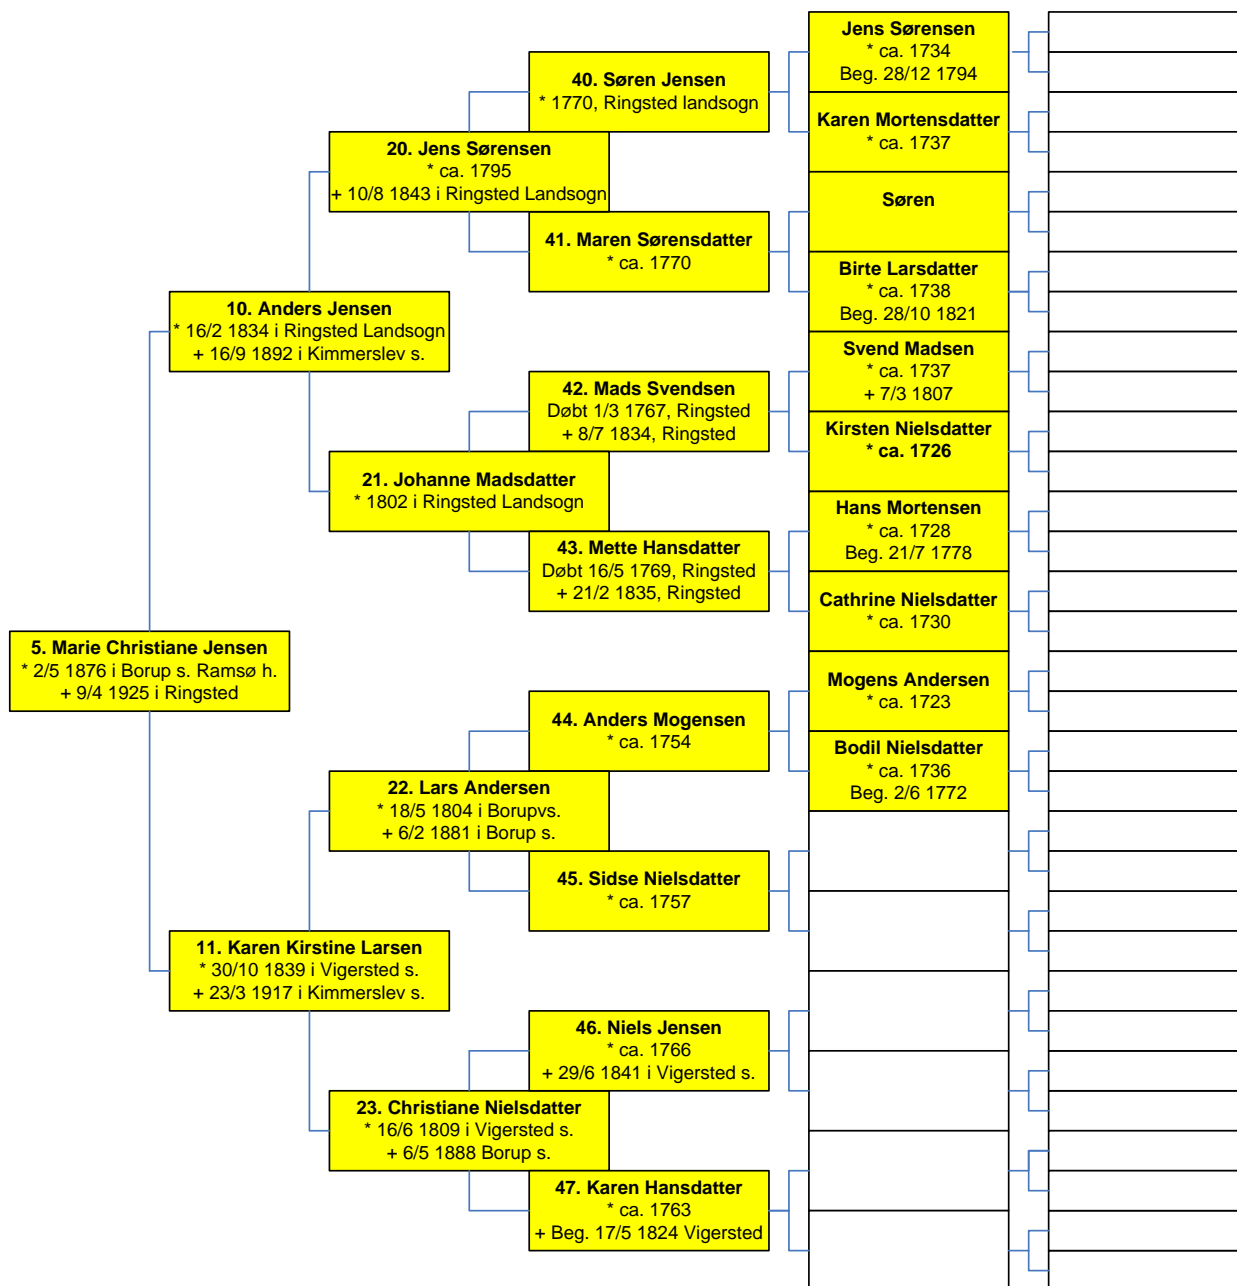 Jens Sørensen
* ca. 1734
Beg. 28/12 1794
40. Søren Jensen
* 1770, Ringsted landsogn
Karen Mortensdatter
* ca. 1737
20. Jens Sørensen
* ca. 1795
+ 10/8 1843 i Ringsted Landsogn
Søren
41. Maren Sørensdatter
* ca. 1770
Birte Larsdatter
* ca. 1738
Beg. 28/10 1821
10. Anders Jensen
* 16/2 1834 i Ringsted Landsogn
+ 16/9 1892 i Kimmerslev s.
Svend Madsen
* ca. 1737
+ 7/3 1807
42. Mads Svendsen
Døbt 1/3 1767, Ringsted
+ 8/7 1834, Ringsted
Kirsten Nielsdatter
* ca. 1726
21. Johanne Madsdatter
* 1802 i Ringsted Landsogn
Hans Mortensen
* ca. 1728
Beg. 21/7 1778
43. Mette Hansdatter
Døbt 16/5 1769, Ringsted
+ 21/2 1835, Ringsted
Cathrine Nielsdatter
* ca. 1730
5. Marie Christiane Jensen
* 2/5 1876 i Borup s. Ramsø h.
+ 9/4 1925 i Ringsted
Mogens Andersen
* ca. 1723
44. Anders Mogensen
* ca. 1754
Bodil Nielsdatter
* ca. 1736
Beg. 2/6 1772
22. Lars Andersen
* 18/5 1804 i Borupvs.
+ 6/2 1881 i Borup s.
45. Sidse Nielsdatter
* ca. 1757
11. Karen Kirstine Larsen
* 30/10 1839 i Vigersted s.
+ 23/3 1917 i Kimmerslev s.
46. Niels Jensen
* ca. 1766
+ 29/6 1841 i Vigersted s.
23. Christiane Nielsdatter
* 16/6 1809 i Vigersted s.
+ 6/5 1888 Borup s.
47. Karen Hansdatter
* ca. 1763
+ Beg. 17/5 1824 Vigersted